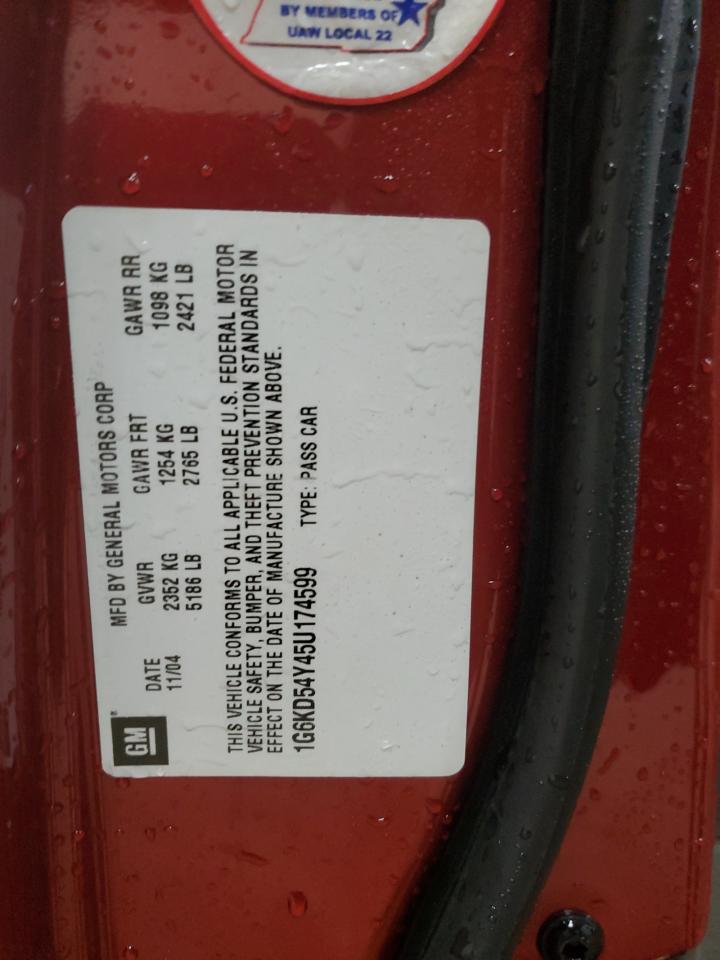 BY MEMBERS OF
UAW LOCAL 22
GM
MFD BY GENERAL MOTORS CORP
DATE GVWR GAWR FRT GAWR RR
11/04 2352 KG 1254 KG 1098 KG
5186 LB 2765 LB 2421 LB
THIS VEHICLE CONFORMS TO ALL APPLICABLE U.S. FEDERAL MOTOR
VEHICLE SAFETY, BUMPER, AND THEFT PREVENTION STANDARDS IN
EFFECT ON THE DATE OF MANUFACTURE SHOWN ABOVE.
1G6KD54Y45U174599 TYPE: PASS CAR